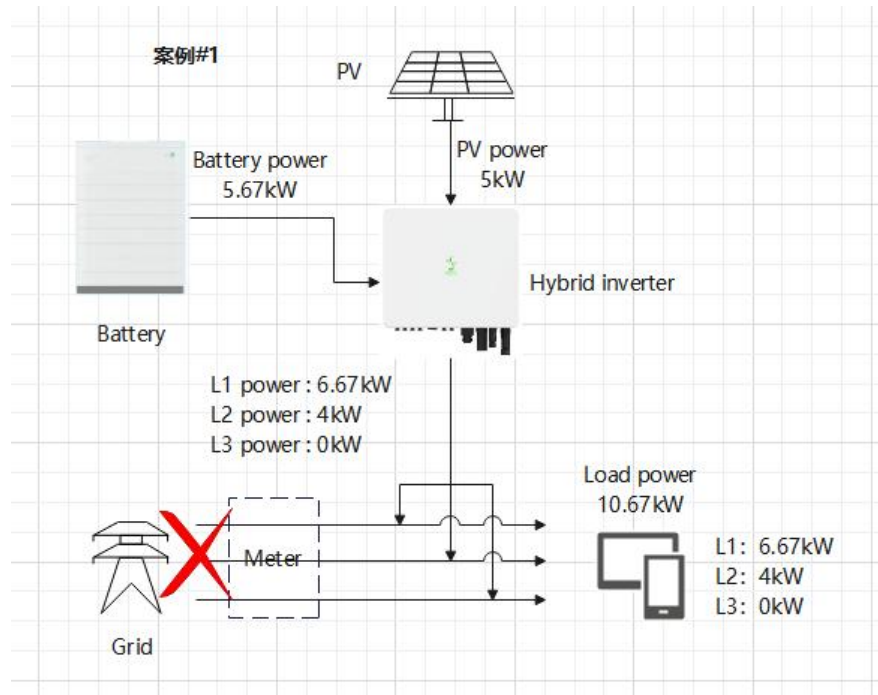 案例#1
PV
Battery power
5.67kW
PV power
5kW
Hybrid inverter
Battery
L1 power : 6.67kW
L2 power : 4kW
L3 power : 0kW
Load power
10.67kW
Meter
L1: 6.67kW
L2: 4kW
L3: 0kW
Grid